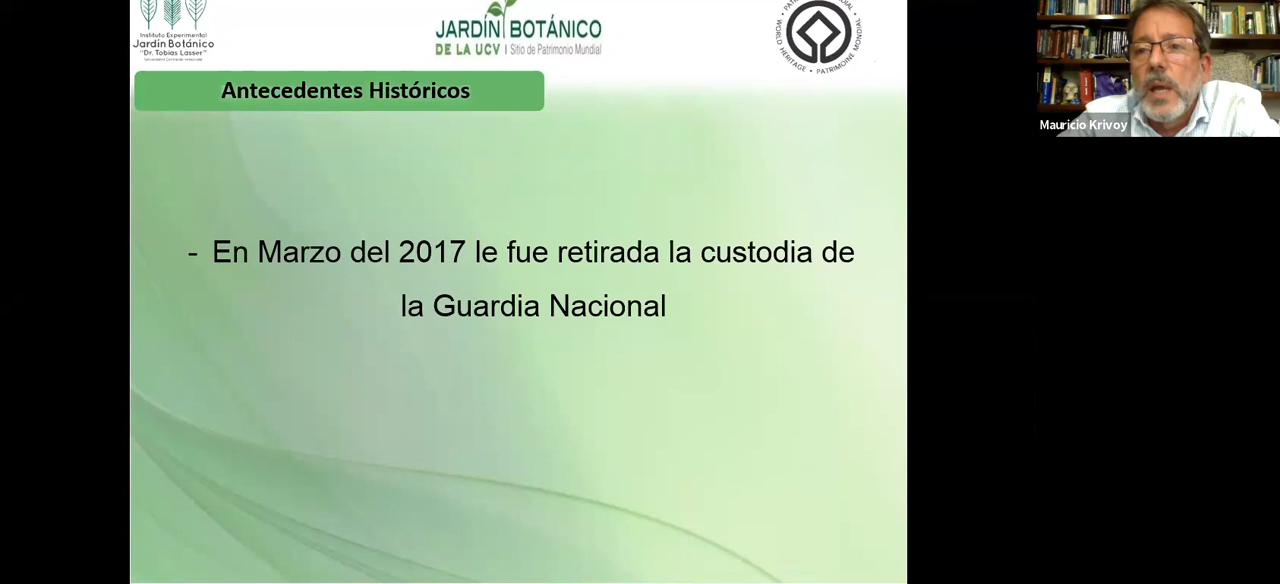 Instituto Experimental
Jardín Botánico
"Dr. Tobías Lasser"
JARDÍN BOTÁNICO
DE LA UCV | Sitio de Patrimonio Mundial
WORLD HERITAGE • PATRIMOINE MONDIAL
Mauricio Krivoy
Antecedentes Históricos
- En Marzo del 2017 le fue retirada la custodia de
la Guardia Nacional